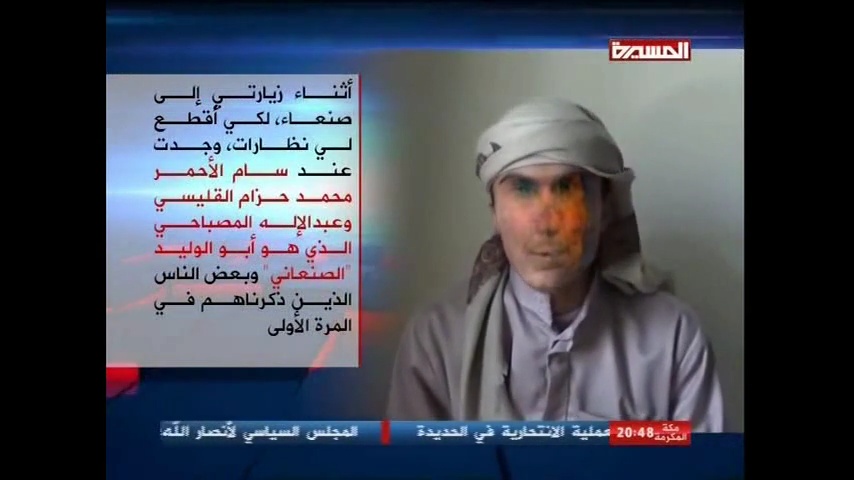 المسيرة
أثناء زيارتي إلى
صنعاء، لكي أقطع
لي نظارات، وجدت
عند سام الأحمر
محمد حزام القليسي
وعبدالإله المصباحي
الذي هو أبو الوليد
"الصنعاني" وبعض الناس
الذين ذكرناهم في
المرة الأولى
عملية الانتحارية في الحديدة المجلس السياسي لأنصار الله
مكة
المكرمة
20:48